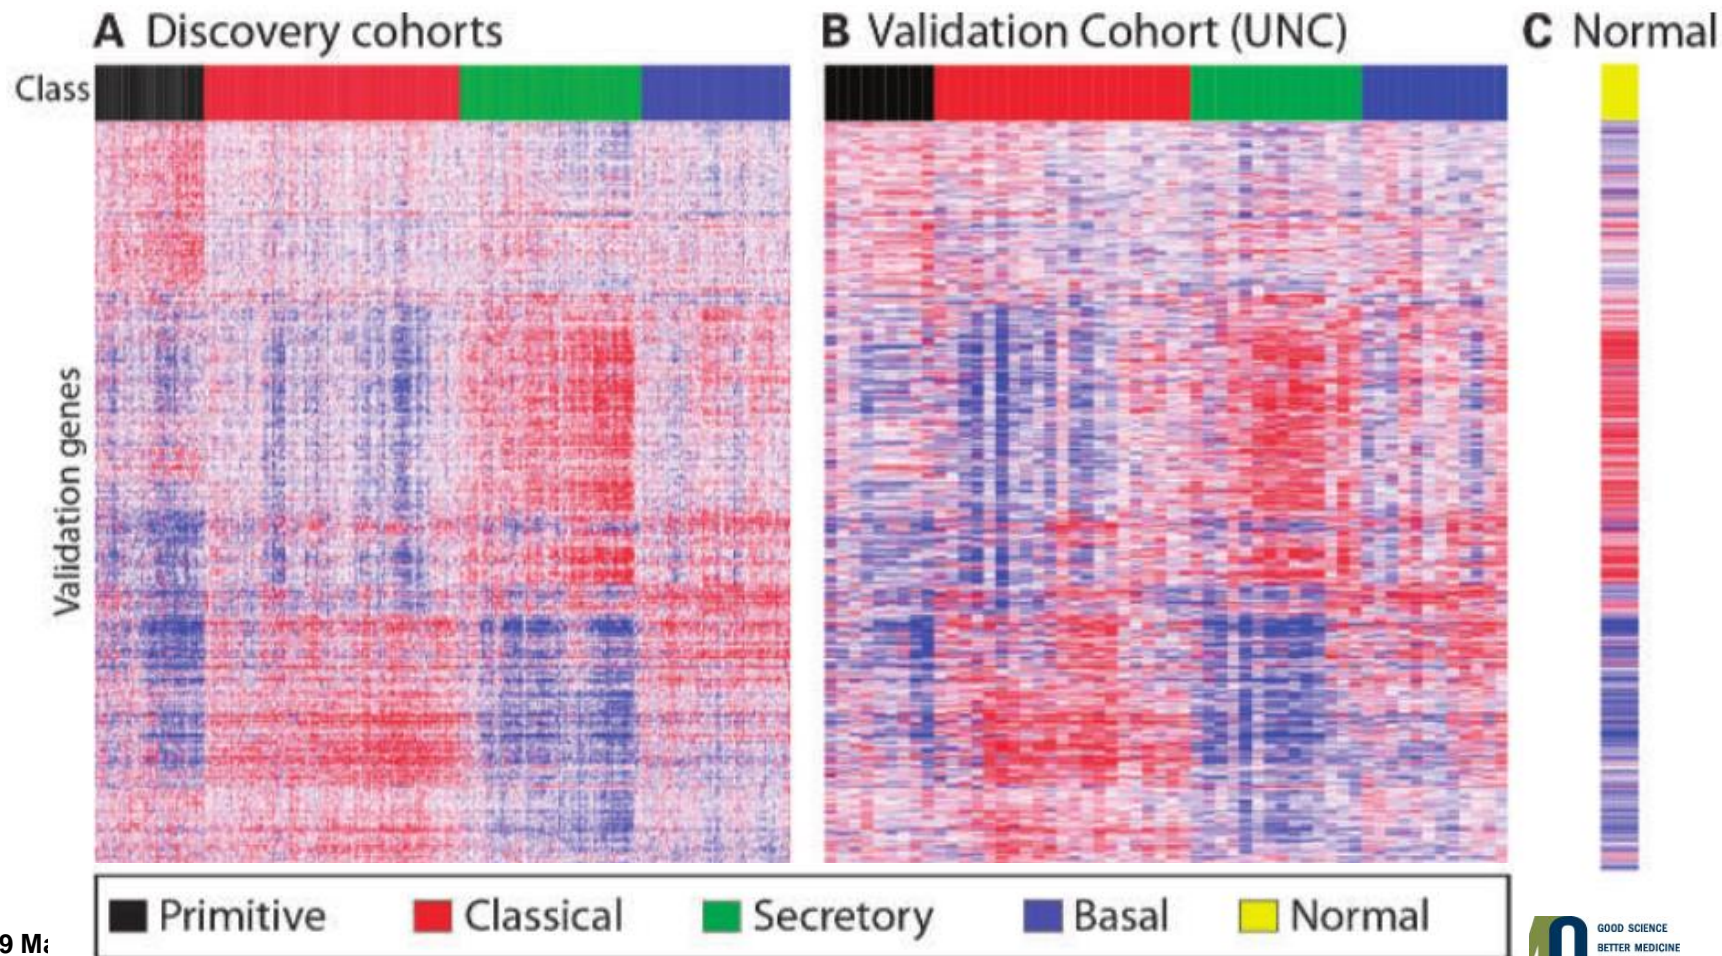 A Discovery cohorts
B Validation Cohort (UNC)
C Normal
Class
Validation genes
Primitive
Classical
Secretory
Basal
Normal
GOOD SCIENCE
BETTER MEDICINE